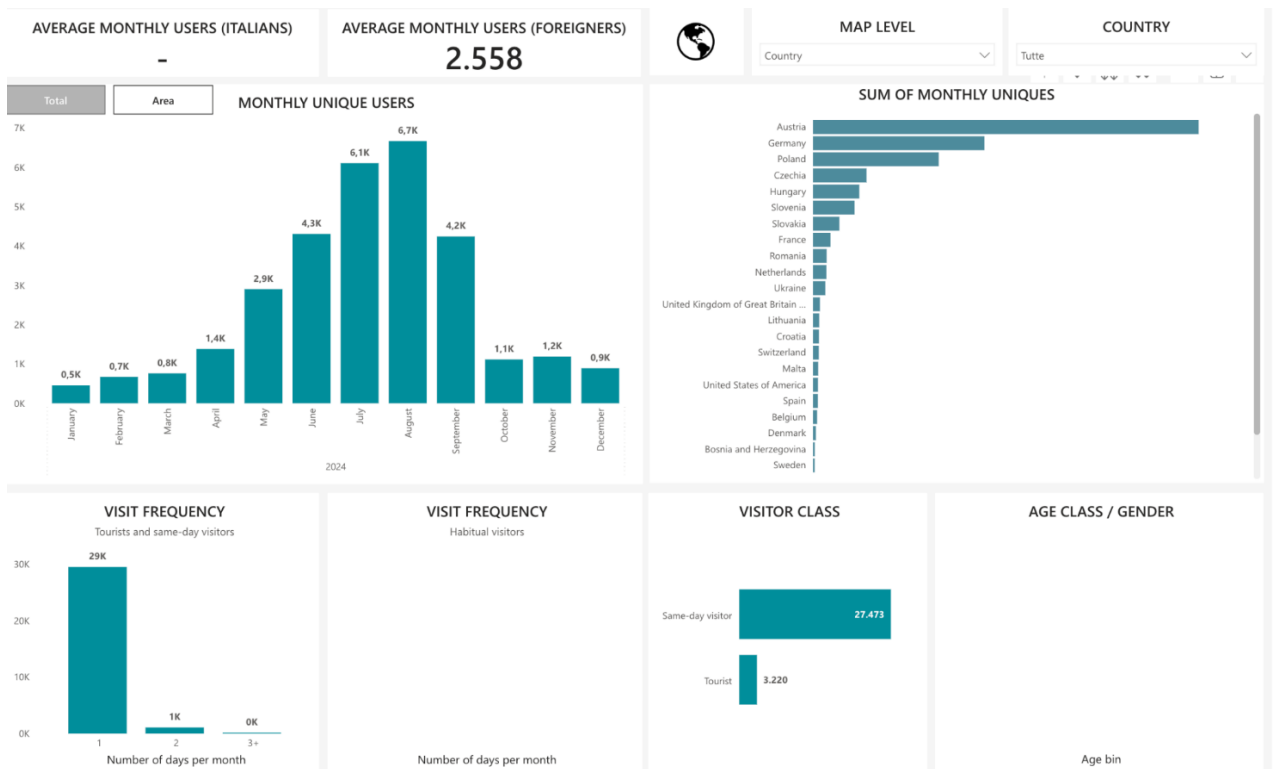 AVERAGE MONTHLY USERS (ITALIANS)
-
AVERAGE MONTHLY USERS (FOREIGNERS)
2.558
MAP LEVEL
Country
COUNTRY
Tutte
Total
Area
MONTHLY UNIQUE USERS
7K
6K
5K
4K
3K
2K
1K
0K
0,5K
0,7K
0,8K
1,4K
2,9K
4,3K
6,1K
6,7K
4,2K
1,1K
1,2K
0,9K
January
February
March
April
May
June
July
August
September
October
November
December
2024
SUM OF MONTHLY UNIQUES
Austria
Germany
Poland
Czechia
Hungary
Slovenia
Slovakia
France
Romania
Netherlands
Ukraine
United Kingdom of Great Britain ...
Lithuania
Croatia
Switzerland
Malta
United States of America
Spain
Belgium
Denmark
Bosnia and Herzegovina
Sweden
VISIT FREQUENCY
Tourists and same-day visitors
30K
20K
10K
0K
29K
1K
0K
1
2
3+
Number of days per month
VISIT FREQUENCY
Habitual visitors
Number of days per month
VISITOR CLASS
Same-day visitor
27.473
Tourist
3.220
AGE CLASS / GENDER
Age bin